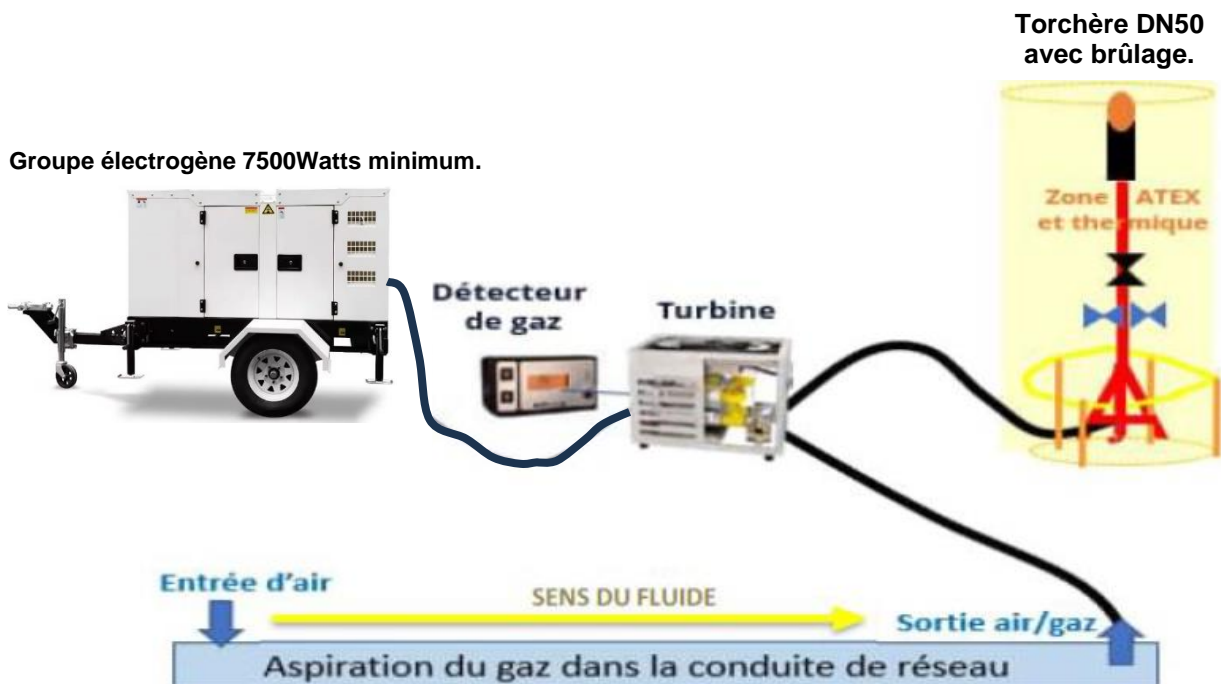 Torchère DN50
avec brûlage.
Groupe électrogène 7500Watts minimum.
Zone ATEX
et thermique
Détecteur
de gaz
Turbine
Entrée d'air
SENS DU FLUIDE
Sortie air/gaz
Aspiration du gaz dans la conduite de réseau